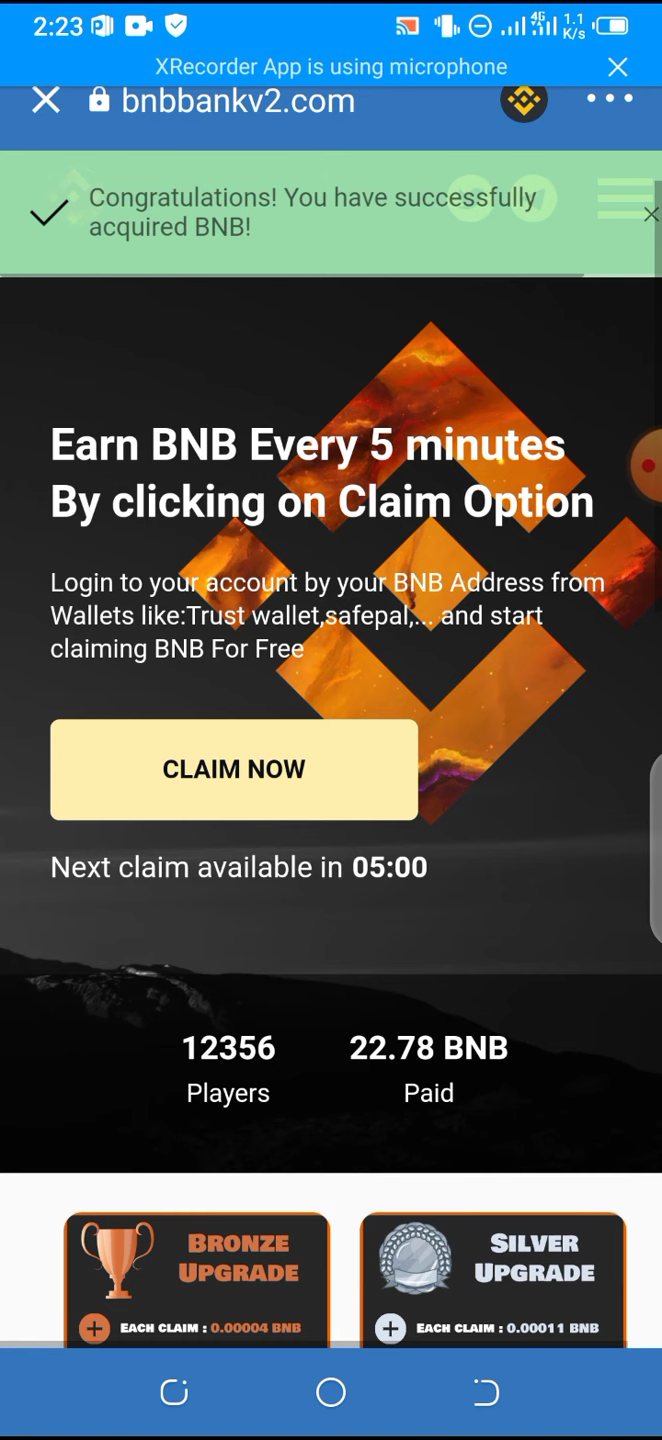 2:23
4G
1.1
K/s
XRecorder App is using microphone
bnbbankv2.com
Congratulations! You have successfully
acquired BNB!
Earn BNB Every 5 minutes
By clicking on Claim Option
Login to your account by your BNB Address from
Wallets like:Trust wallet,safepal,... and start
claiming BNB For Free
CLAIM NOW
Next claim available in 05:00
12356
Players
22.78 BNB
Paid
BRONZE
UPGRADE
EACH CLAIM : 0.00004 BNB
SILVER
UPGRADE
EACH CLAIM : 0.00011 BNB